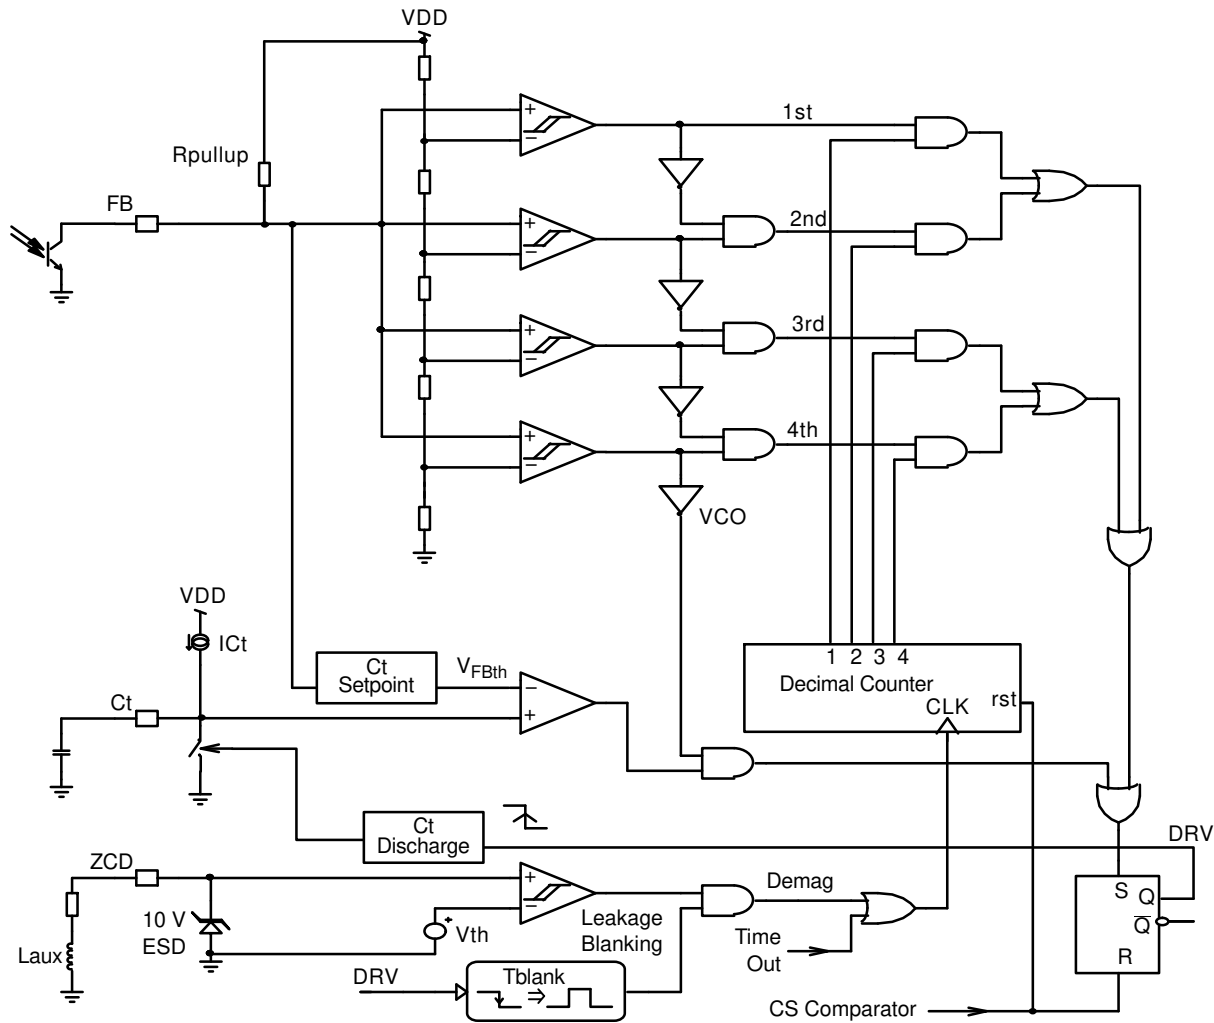 VDD
1st
Rpullup
FB
+
−
2nd
+
−
3rd
+
−
4th
+
−
VCO
VDD
ICt
Ct
Setpoint
VFBth
−
+
Ct
1 2 3 4
Decimal Counter
rst
CLK
Ct
Discharge
DRV
ZCD
+
−
Demag
S
Q
Q
R
10 V
ESD
+
Vth
Leakage
Blanking
Time
Out
Laux
DRV
Tblank
⇒
CS Comparator